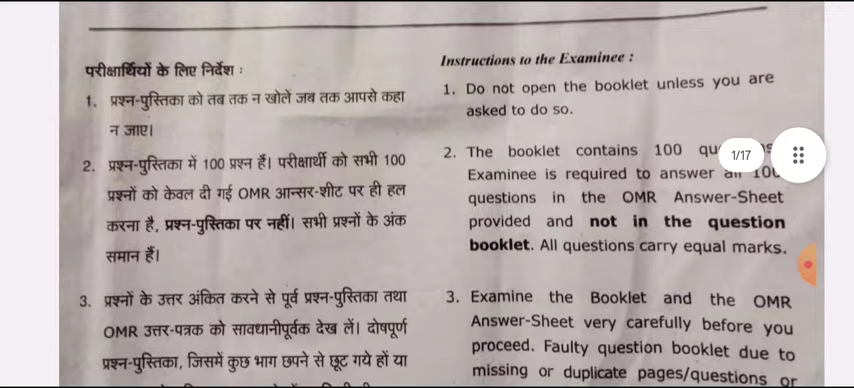 परीक्षार्थियों के लिए निर्देश :
1. प्रश्न-पुस्तिका को तब तक न खोलें जब तक आपसे कहा
न जाए।
2. प्रश्न-पुस्तिका में 100 प्रश्न हैं। परीक्षार्थी को सभी 100
प्रश्नों को केवल दी गई OMR आन्सर-शीट पर ही हल
करना है, प्रश्न-पुस्तिका पर नहीं। सभी प्रश्नों के अंक
समान हैं।
3. प्रश्नों के उत्तर अंकित करने से पूर्व प्रश्न-पुस्तिका तथा
OMR उत्तर-पत्रक को सावधानीपूर्वक देख लें। दोषपूर्ण
प्रश्न-पुस्तिका, जिसमें कुछ भाग छपने से छूट गये हों या
Instructions to the Examinee :
1. Do not open the booklet unless you are
asked to do so.
2. The booklet contains 100
1/17
Examinee is required to answer all 100
questions in the OMR Answer-Sheet
provided and not in the question
booklet. All questions carry equal marks.
3. Examine the Booklet and the OMR
Answer-Sheet very carefully before you
proceed. Faulty question booklet due to
missing or duplicate pages/questions or